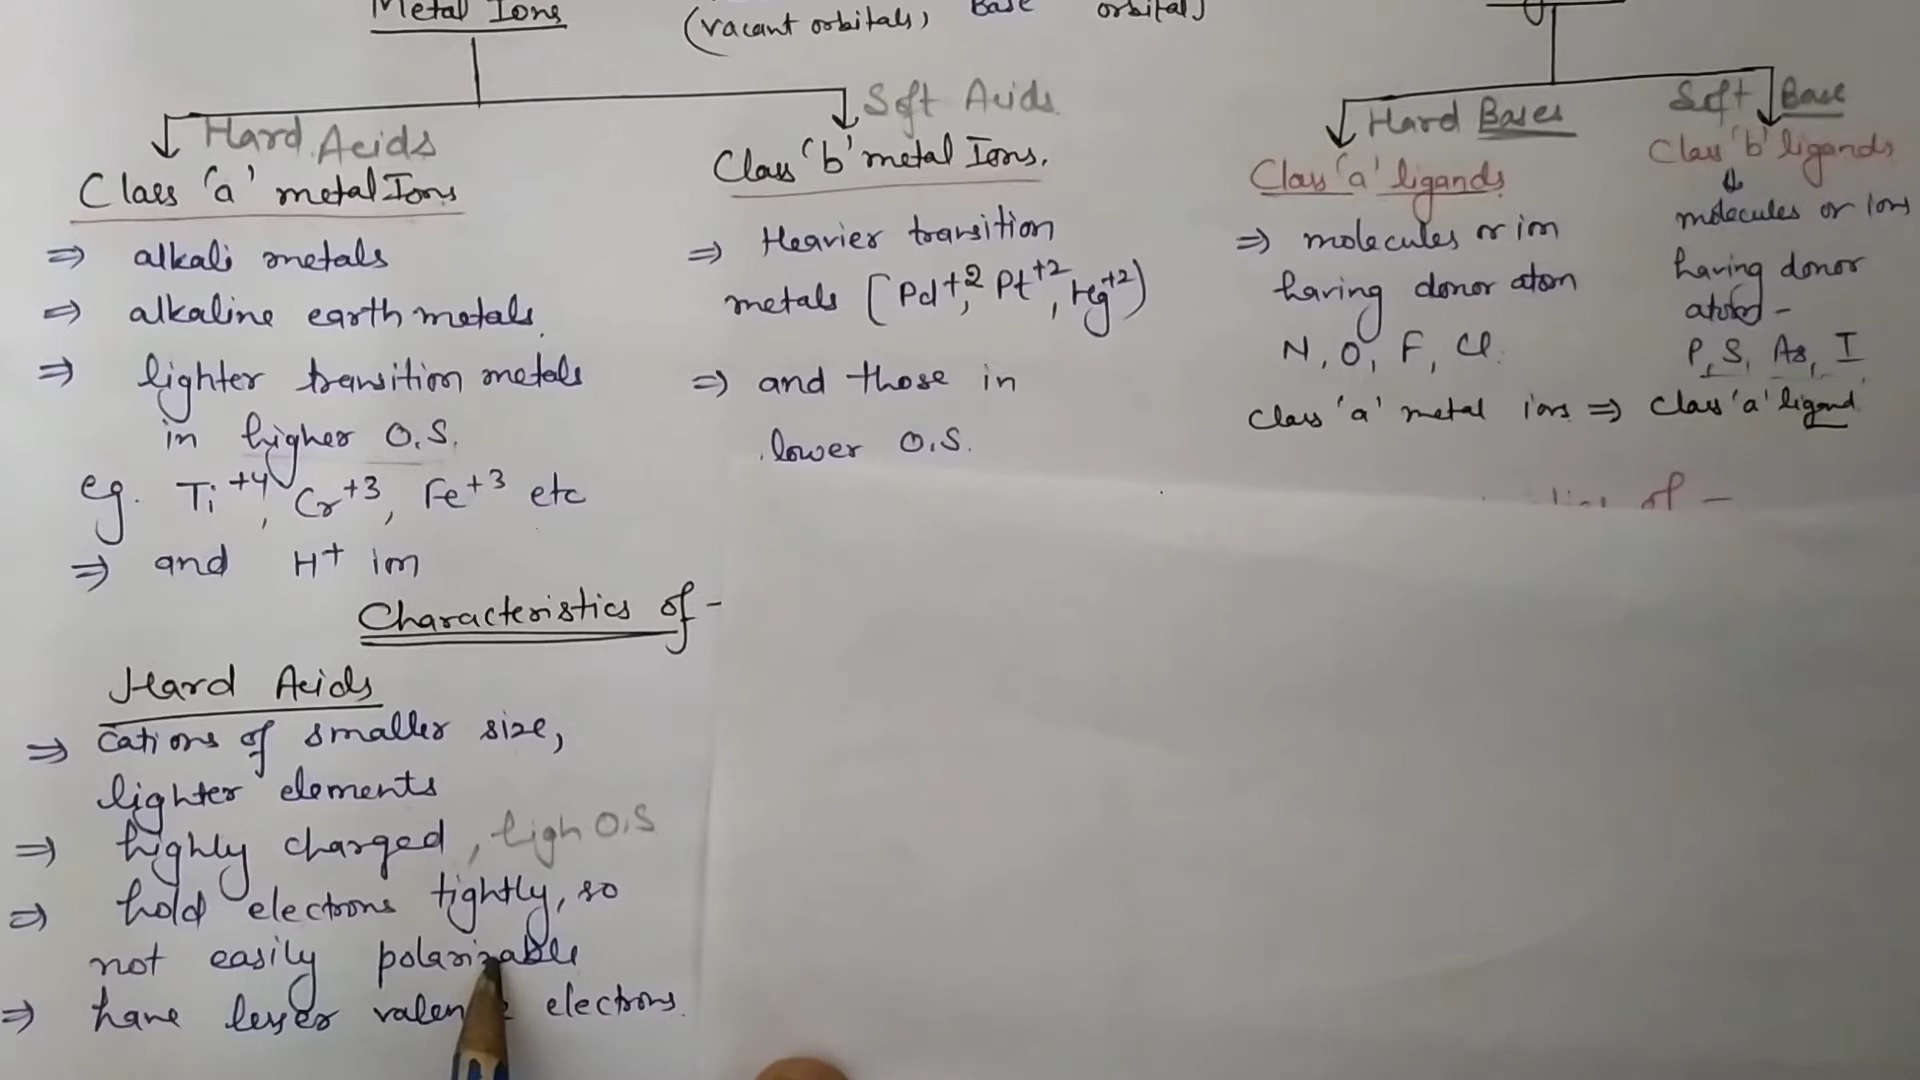 Metal Ions
(vacant orbitals, Base orbital)
Hard Acids
Class 'a' metal Ions
⇒ alkali metals
⇒ alkaline earth metals.
⇒ lighter transition metals
in higher O.S.
eg. Ti+4, Cr+3, Fe+3 etc
⇒ and H+ ion
Soft Acids
Class 'b' metal Ions.
⇒ Heavier transition
metals [Pd+2, Pt+2, Hg+2)
⇒ and those in
lower O.S.
Hard Bases
Class 'a' ligands
⇒ molecules or ion
having donor atom
N, O, F, Cl.
Soft Base
Class 'b' ligands
molecules or ions
having donor
P, S, As, I
Class 'a' metal ions ⇒ Class 'a' ligand
of -
Characteristics of -
Hard Acids
⇒ cations of smaller size,
lighter elements
⇒ highly charged, high O.S
⇒ hold electrons tightly, so
not easily polarizable
⇒ have lesser electrons.